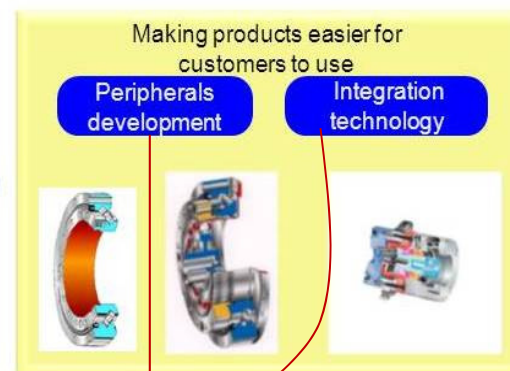 Making products easier for
customers to use
Peripherals
development
Integration
technology